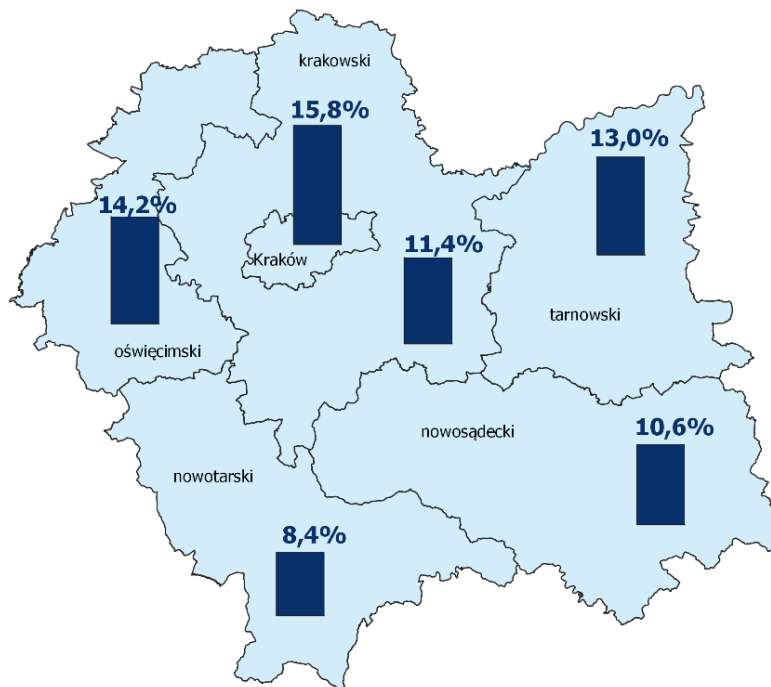 krakowski
15,8%
13,0%
14,2%
11,4%
Kraków
tarnowski
oświęcimski
nowosądecki
10,6%
nowotarski
8,4%